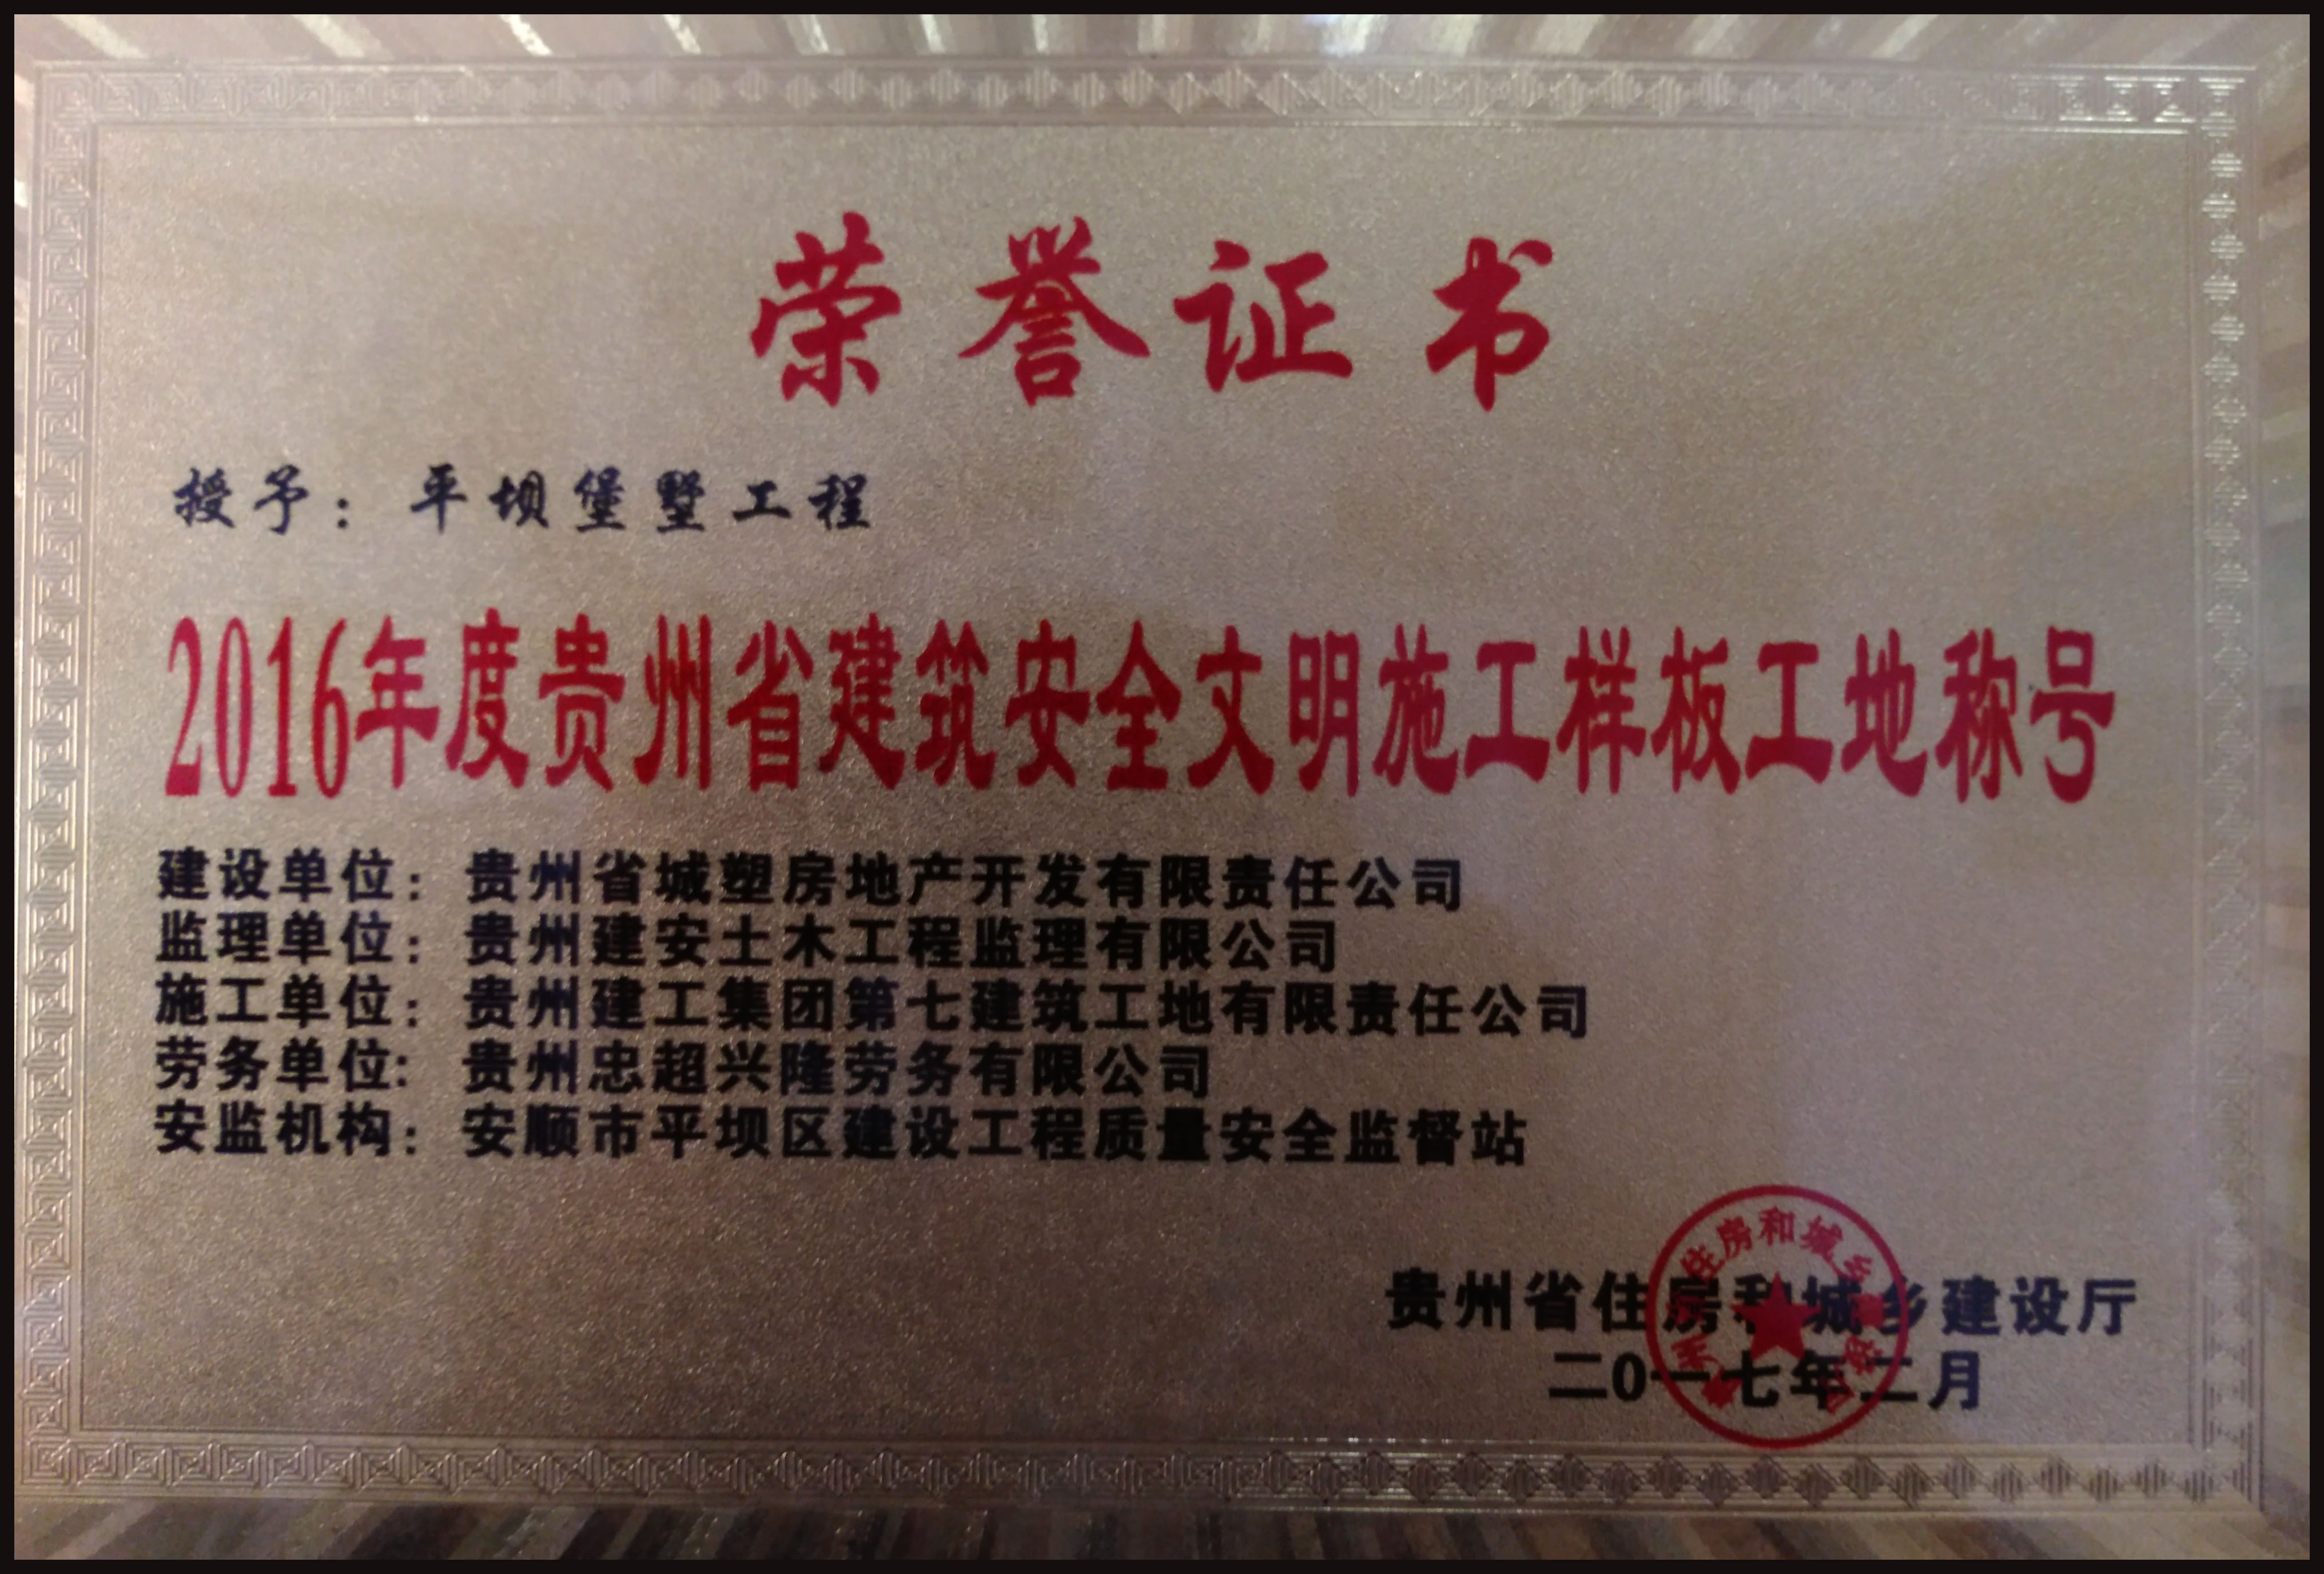 荣誉证书
授予：平坝堡墅工程
2016年度贵州省建筑安全文明施工样板工地称号
建设单位：贵州省城塑房地产开发有限责任公司
监理单位：贵州建安土木工程监理有限公司
施工单位：贵州建工集团第七建筑工地有限责任公司
劳务单位：贵州忠超兴隆劳务有限公司
安监机构：安顺市平坝区建设工程质量安全监督站
贵州省住房和城乡建设厅
二0一七年二月
州 住房和城乡